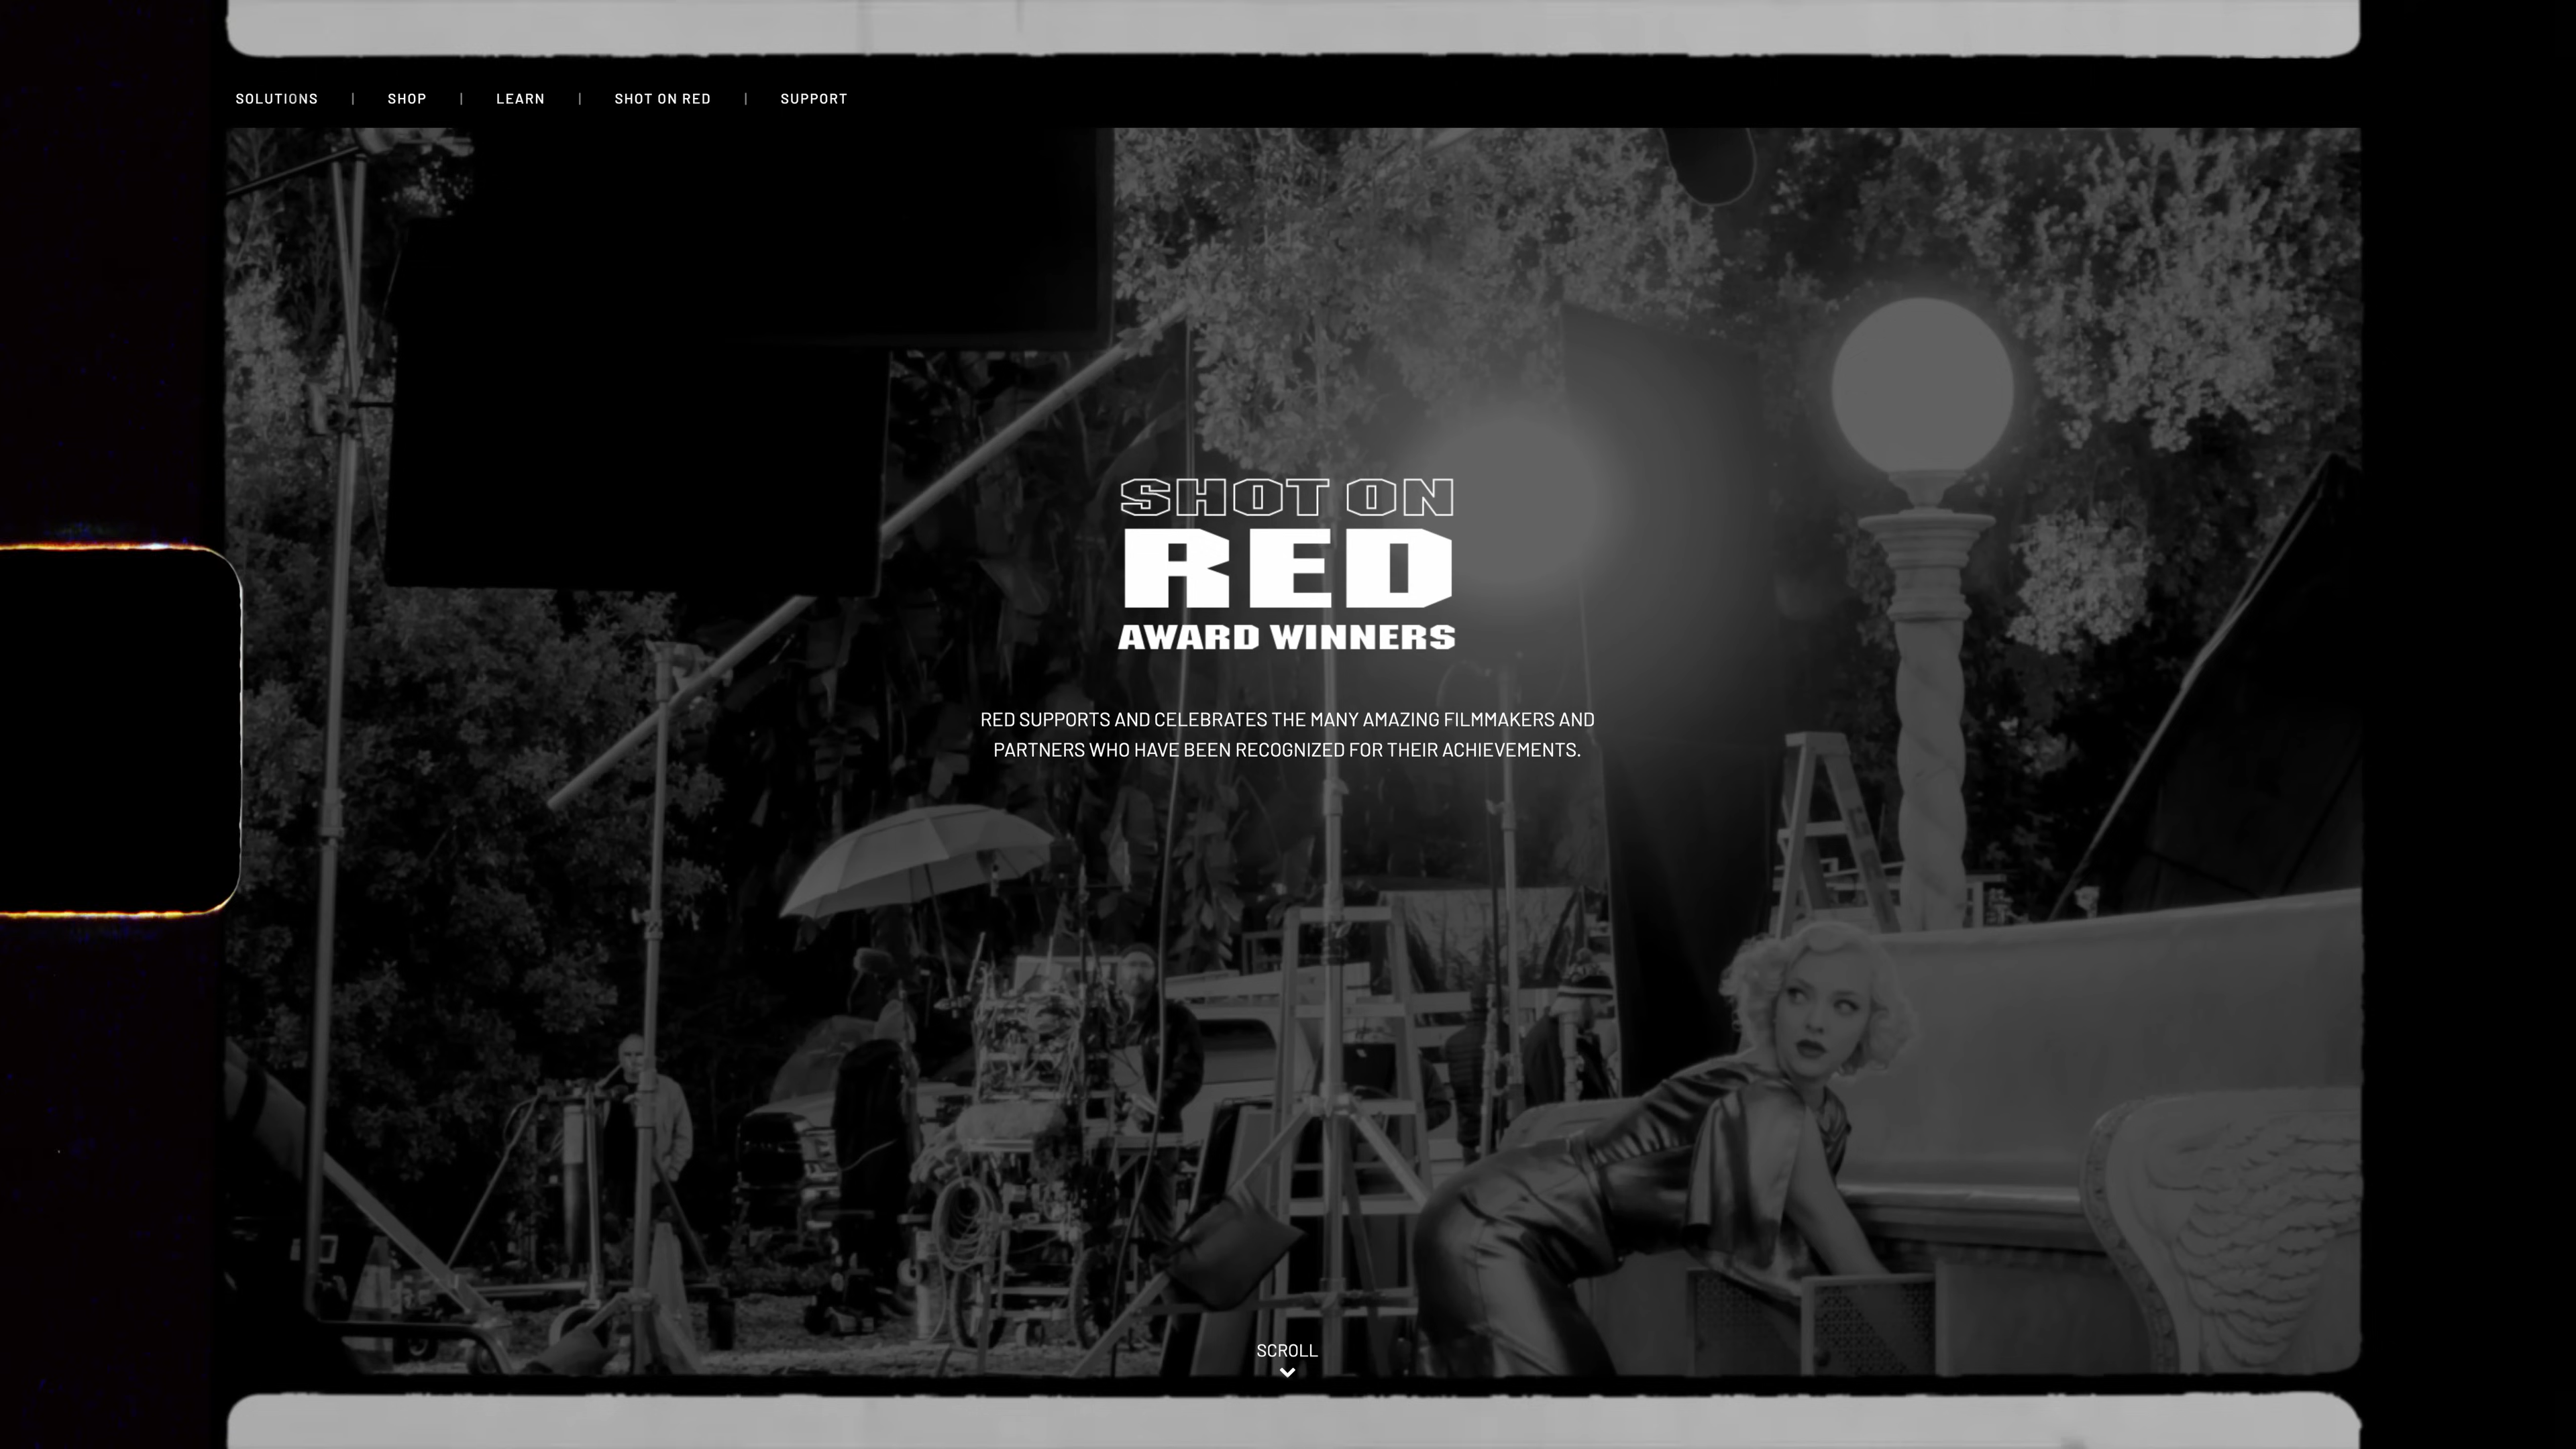 SOLUTIONS | SHOP | LEARN | SHOT ON RED | SUPPORT
SHOT ON
RED
AWARD WINNERS
RED SUPPORTS AND CELEBRATES THE MANY AMAZING FILMMAKERS AND
PARTNERS WHO HAVE BEEN RECOGNIZED FOR THEIR ACHIEVEMENTS.
SCROLL